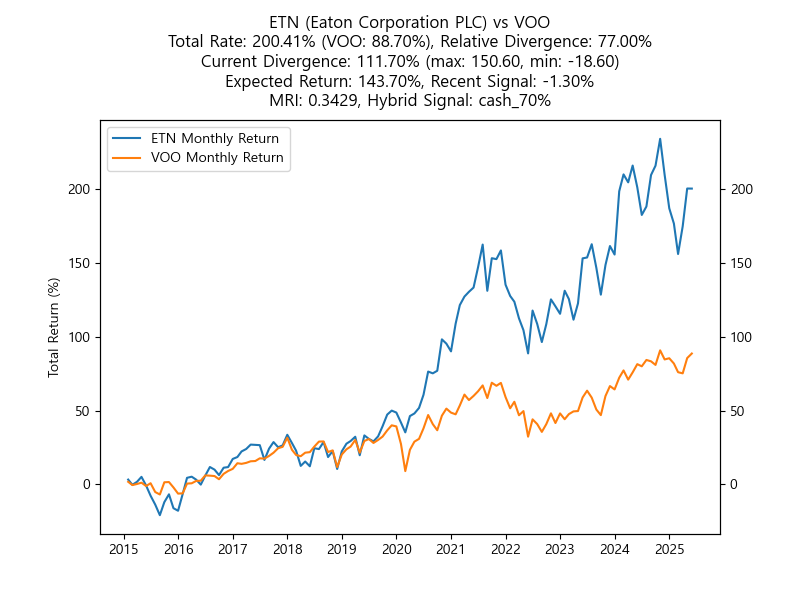 ETN (Eaton Corporation PLC) vs VOO
Total Rate: 200.41% (VOO: 88.70%), Relative Divergence: 77.00%
Current Divergence: 111.70% (max: 150.60, min: -18.60)
Expected Return: 143.70%, Recent Signal: -1.30%
MRI: 0.3429, Hybrid Signal: cash_70%
ETN Monthly Return
VOO Monthly Return
Total Return (%)
200
150
100
50
0
200
150
100
50
0
2015 2016 2017 2018 2019 2020 2021 2022 2023 2024 2025